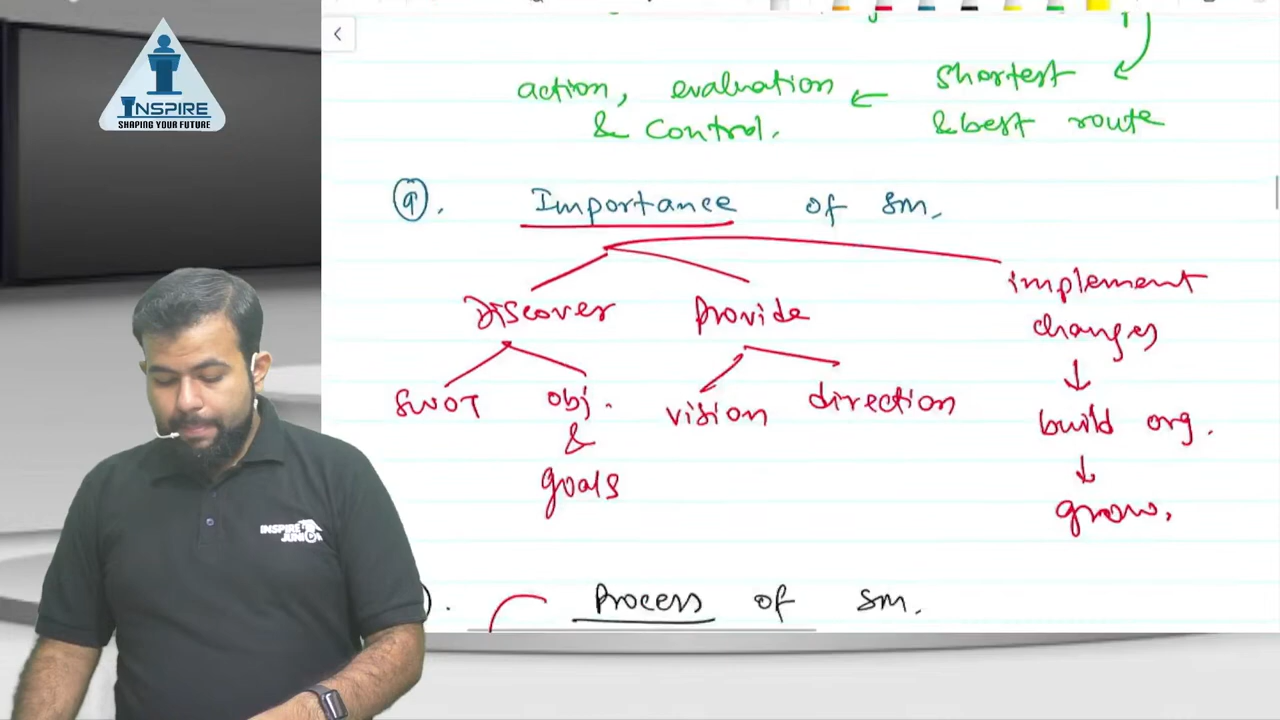 INSPIRE
SHAPING YOUR FUTURE
shortest
& best route
action, evaluation
& control.
9. Importance of SM.
Discover
Provide
implement
changes
SWOT
obj.
&
goals
vision
direction
build org.
grow.
Process of SM.
INSPIRE
JUNIOR